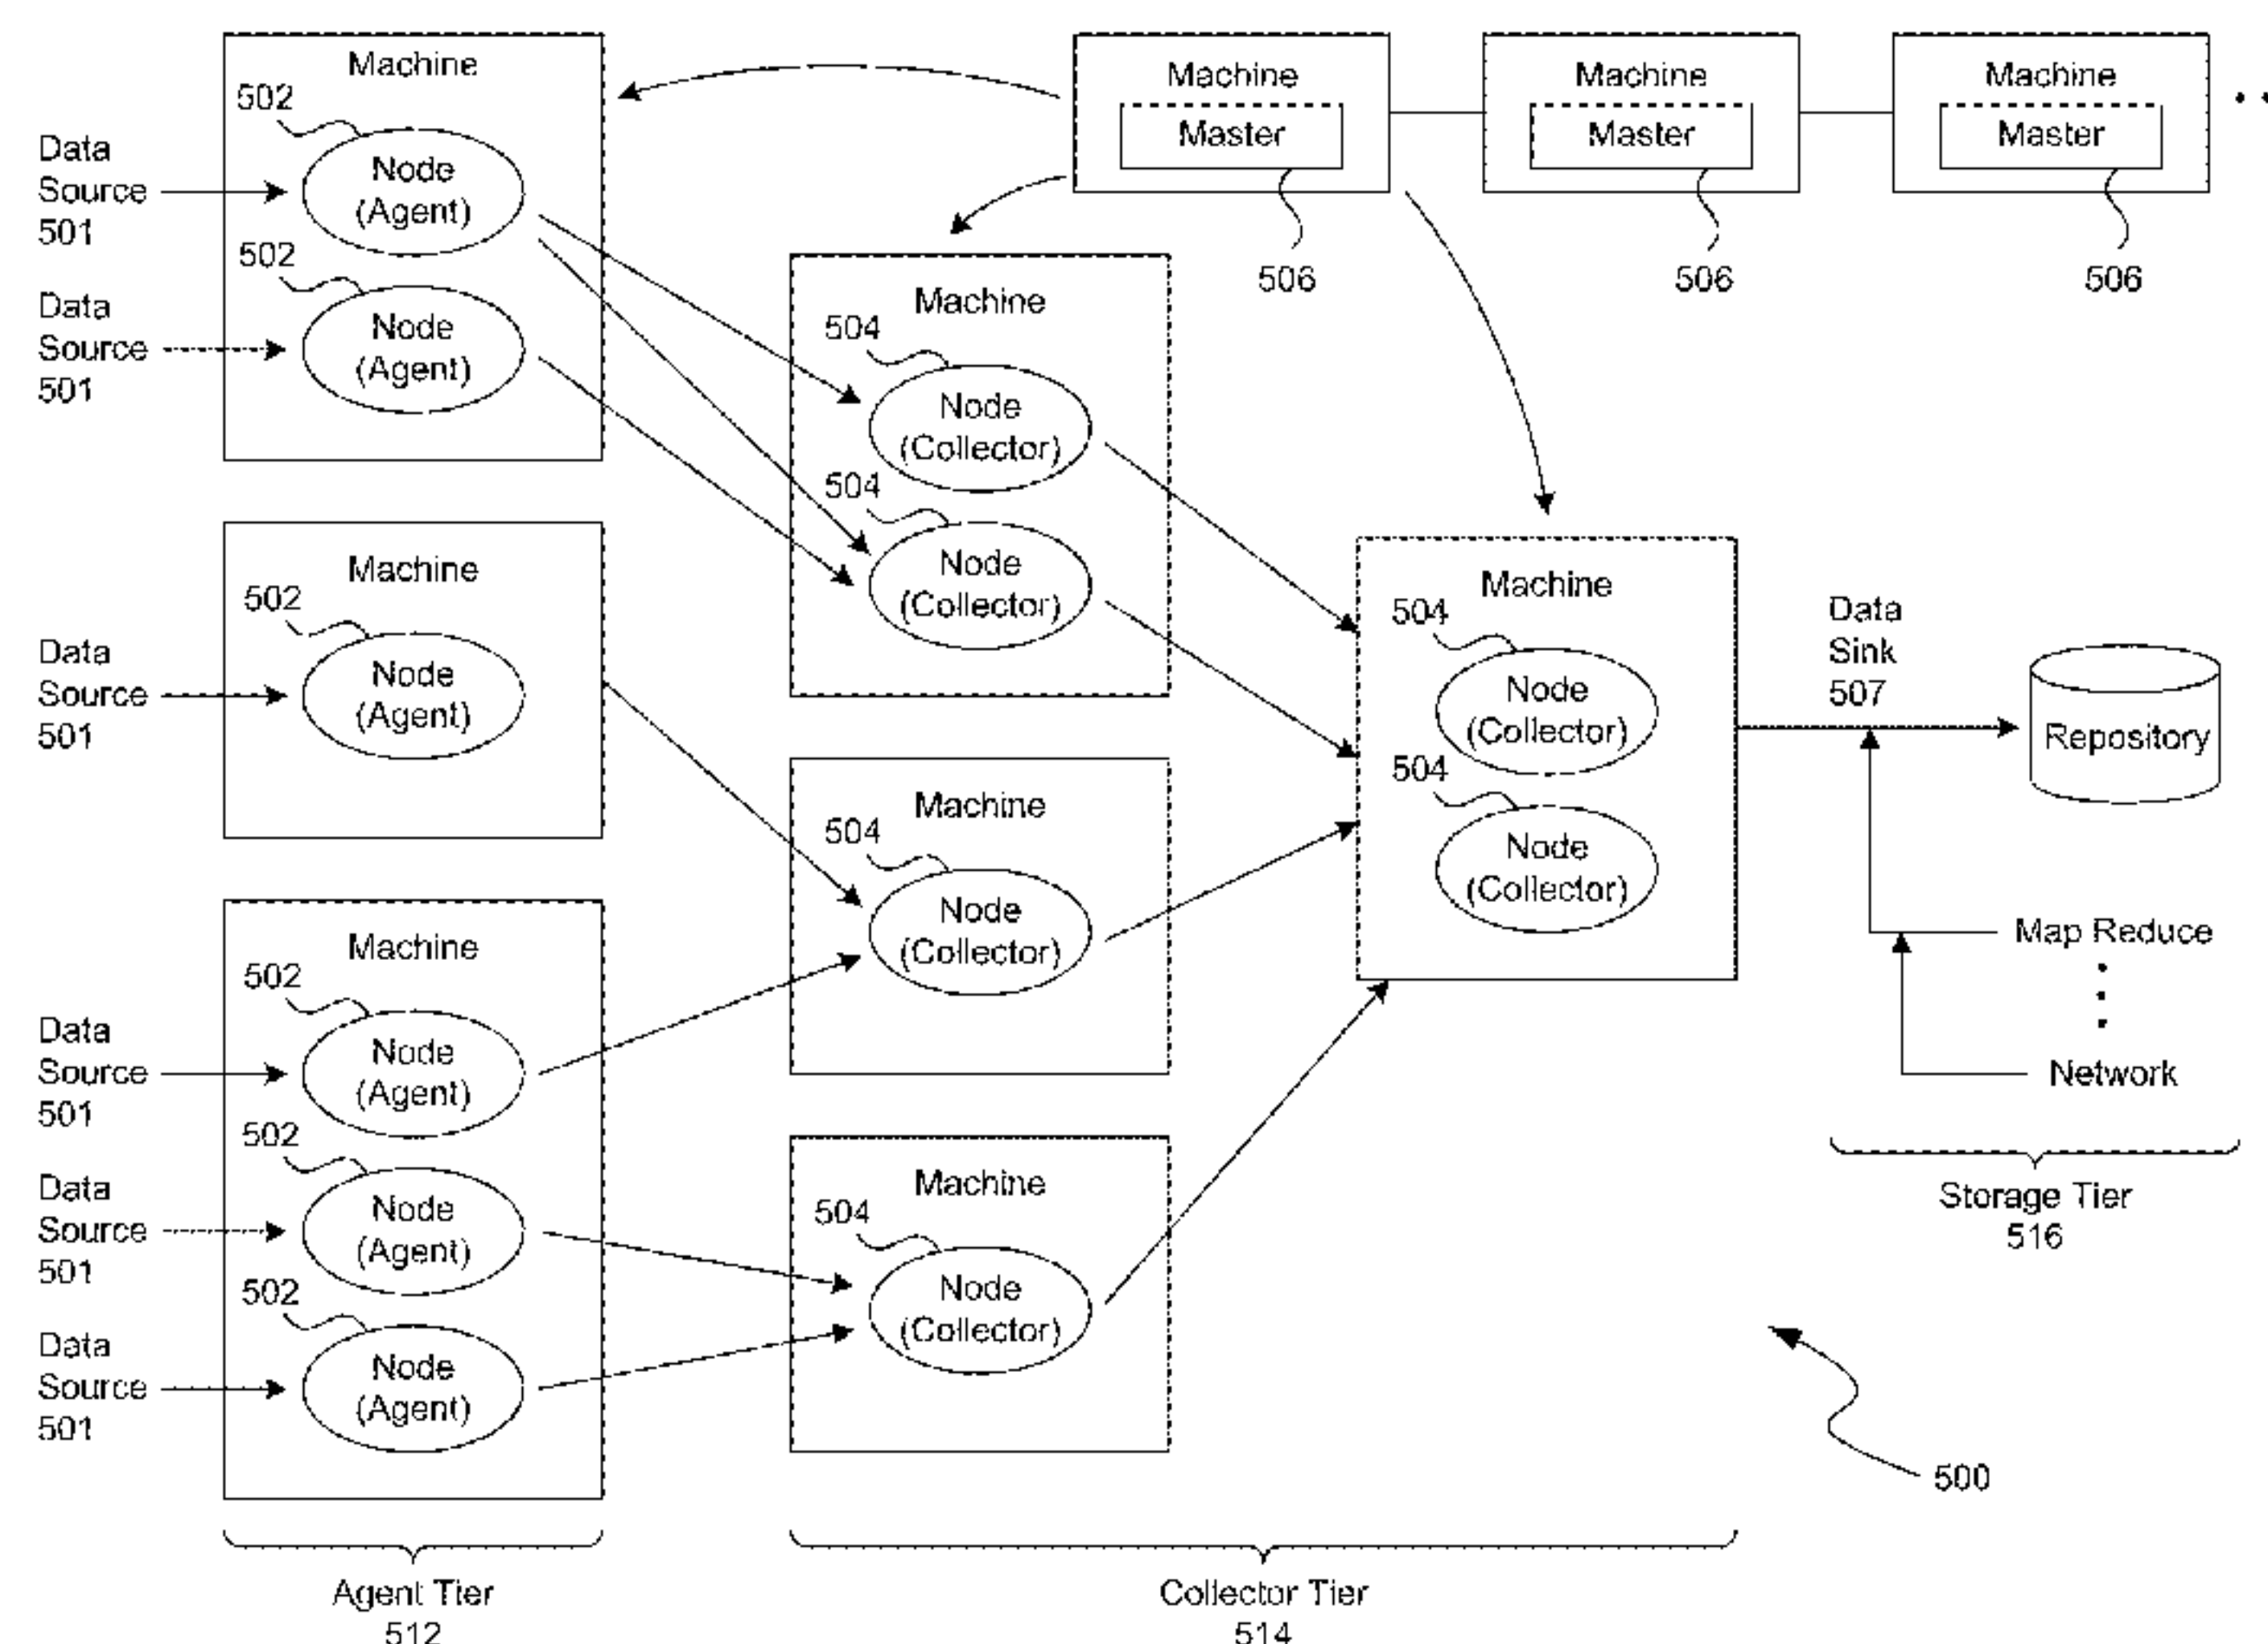 Machine
502
Data
Source
501
Node
(Agent)
502
Data
Source
501
Node
(Agent)
Machine
502
Data
Source
501
Node
(Agent)
Machine
502
Data
Source
501
Node
(Agent)
502
Data
Source
501
Node
(Agent)
502
Data
Source
501
Node
(Agent)
Agent Tier
512
Machine
Master
506
Machine
Master
506
Machine
Master
506
Machine
504
Node
(Collector)
504
Node
(Collector)
Machine
504
Node
(Collector)
Machine
504
Node
(Collector)
Machine
504
Node
(Collector)
504
Node
(Collector)
Collector Tier
514
Data
Sink
507
Repository
Map Reduce
Network
Storage Tier
516
500